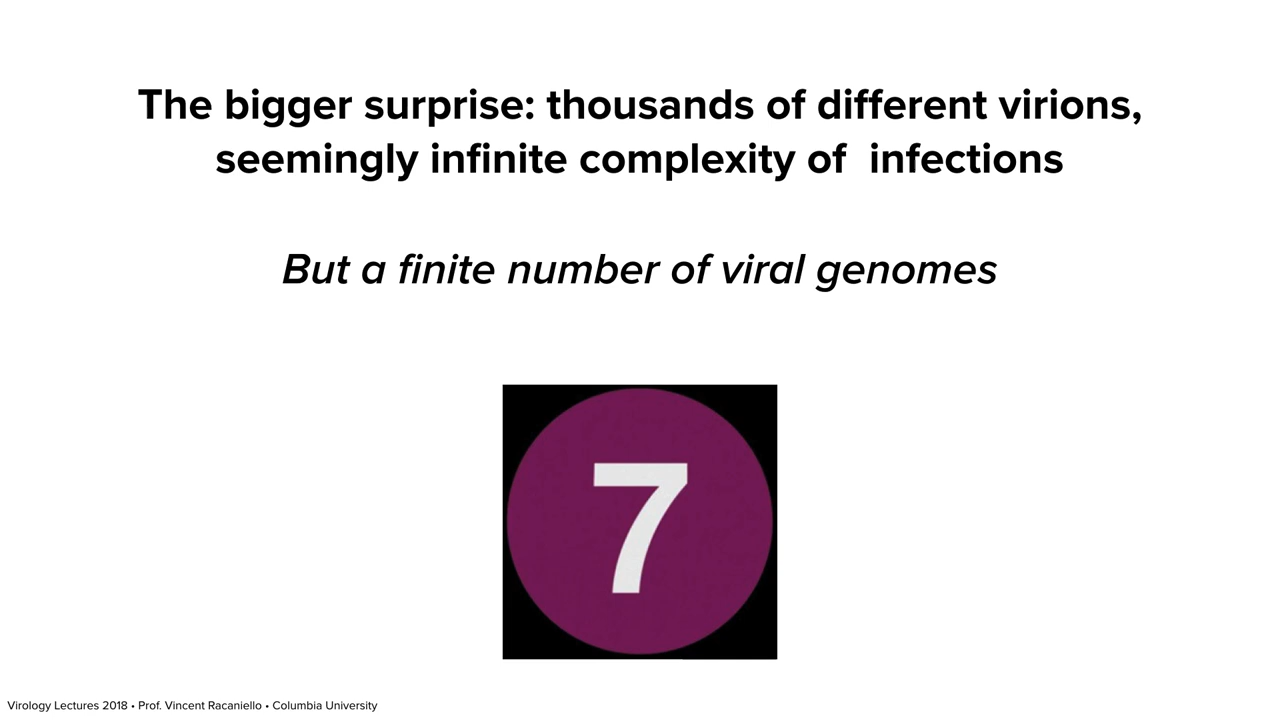 The bigger surprise: thousands of different virions,
seemingly infinite complexity of  infections
But a finite number of viral genomes
7
Virology Lectures 2018 • Prof. Vincent Racaniello • Columbia University